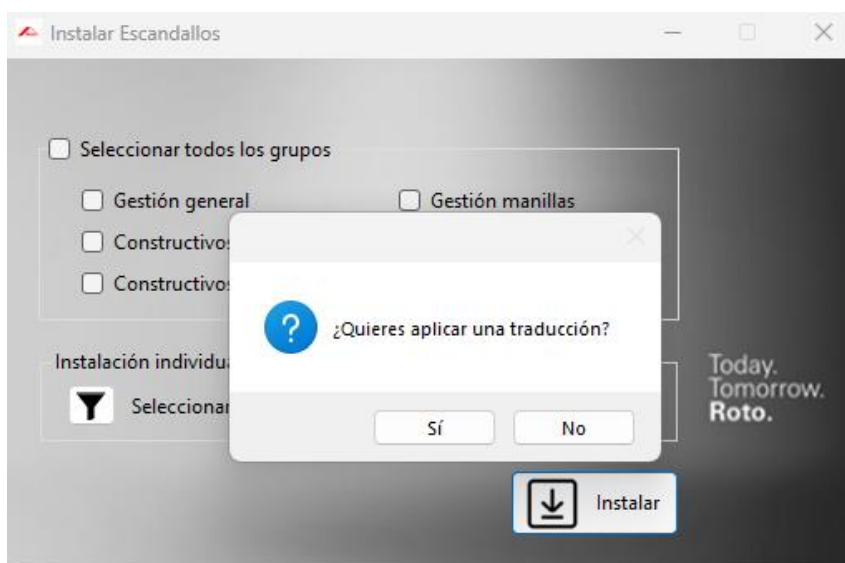 Instalar Escandallos
Seleccionar todos los grupos
Gestión general
Gestión manillas
Constructivos
Constructivos
¿Quieres aplicar una traducción?
Instalación individu
Seleccionar
Sí
No
Today.
Tomorrow.
Roto.
Instalar